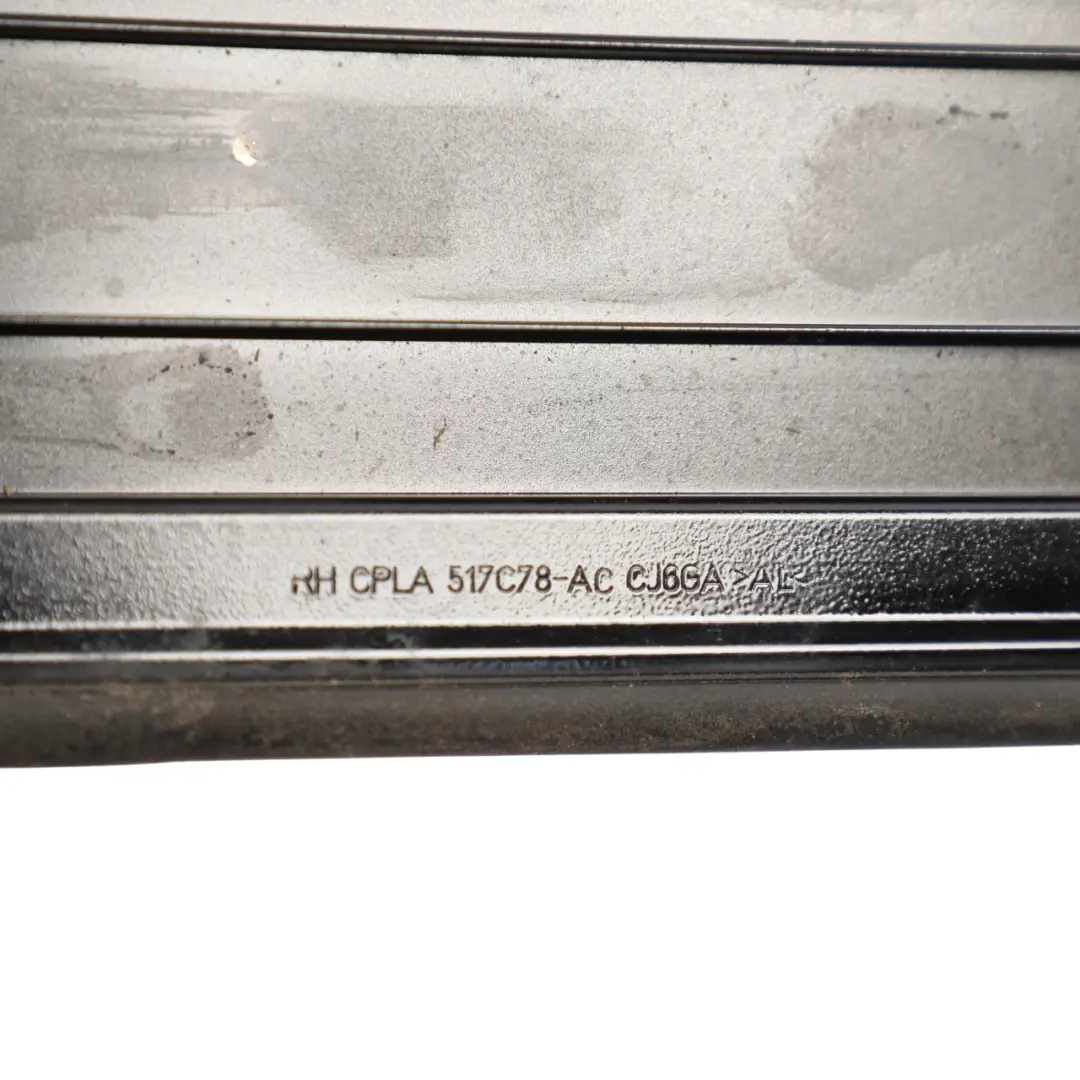 RH CPLA 517C78-AC CJ6GA >AL<